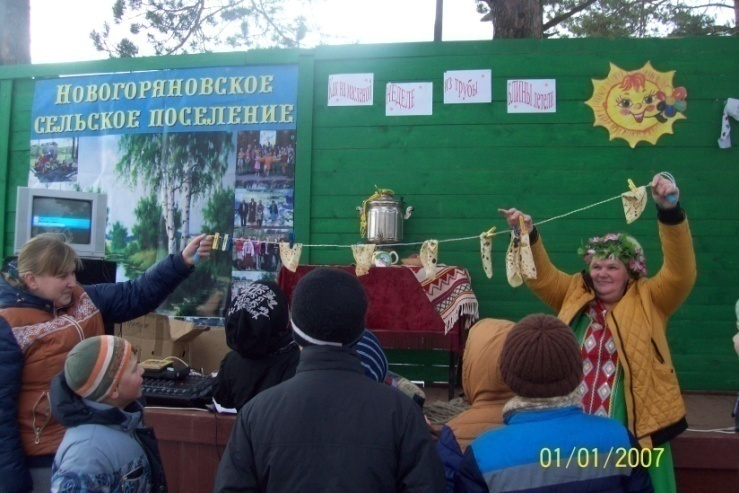 НОВОГОРЯНОВСКОЕ
СЕЛЬСКОЕ ПОСЕЛЕНИЕ
НЕДЕЛЕ
ИЗ ТРУБЫ
БЛИНЫ ЛЕТЕЛИ
01/01/2007